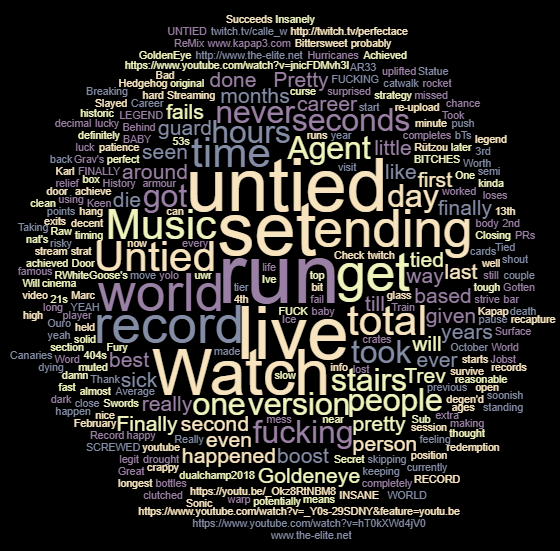 Succeeds Insanely
UNTIED twitch.tv/calle_w http://twitch.tv/perfectace
ReMix www.kapap3.com Bittersweet probably
GoldenEye http://www.the-elite.net Hurricanes Achieved
https://www.youtube.com/watch?v=jnicFDMvh3I AR33 uplifted Statue
Bad
Hedgehog original done Pretty FUCKING catwalk rocket
Breaking hard Streaming months curse surprised strategy missed
Slayed Career never career start re-upload chance
historic LEGEND fails hours seconds minute push Took
decimal lucky Behind guard Agent runs year completes bTs legend
definitely BABY 53s time little Rützou later 3rd
luck patience seen Worth
back Grav's perfect around untied like first BITCHES semi
Karl FINALLY got visit One kinda
relief box die day finally worked loses
door achieve History armour can
using Keen Music set ending tied 13th
clean hang body 2nd
points decent Untied get Check twitch Closing PRs
exits Raw timing now every way last cards Tied
Taking nat's door shout
risky stream strat world run till based given still couple
achieved Door life top glass well
famous RWhiteGoose's uwr tier Ive bit Train tough Gotten
Will cinema move yolo 4th fail strive bar
video Marc record live total years high player
long YEAH FUCK baby Kapap death
21s Ouro info lost took will pause recapture
yeah held made Ice crates October World Surface
solid section Fury best Watch slow stairs Trev ever starts Jobst
Canaries Word 404s survive records
dying muted sick one version people reasonable
damn Thank Swords previous open
fast almost Average really Finally second fucking pretty degen'd soonish
dark close February mess near Sub ages standing
happen nice even person extra making
Record happy happened boost session thought
SCREWED youtube Really Secret skipping feeling redemption
legit drought Goldeneye keeping position
Great crappy dualchamp2018 currently
longest bottles https://youtu.be/_Okz8RtNBM8 INSANE WORLD RECORD
clutched Sonic warp potentially means completely
https://www.youtube.com/watch?v=_Y0s-29SDNY&feature=youtu.be
https://www.youtube.com/watch?v=hT0kXWd4jV0
www.the-elite.net